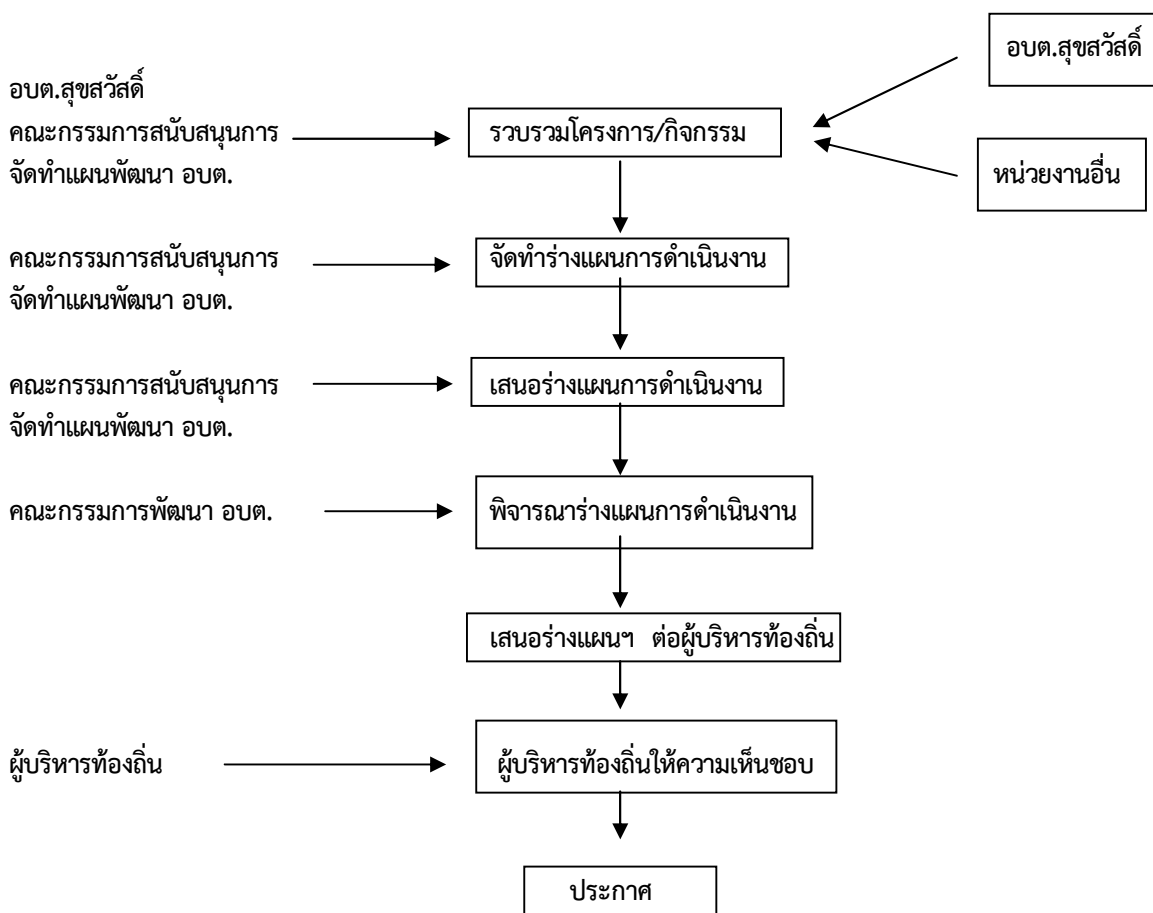 อบต.สุขสวัสดิ์
อบต.สุขสวัสดิ์
คณะกรรมการสนับสนุนการ
จัดทำแผนพัฒนา อบต.
รวบรวมโครงการ/กิจกรรม
หน่วยงานอื่น
คณะกรรมการสนับสนุนการ
จัดทำแผนพัฒนา อบต.
จัดทำร่างแผนการดำเนินงาน
คณะกรรมการสนับสนุนการ
จัดทำแผนพัฒนา อบต.
เสนอร่างแผนการดำเนินงาน
คณะกรรมการพัฒนา อบต.
พิจารณาร่างแผนการดำเนินงาน
เสนอร่างแผนฯ ต่อผู้บริหารท้องถิ่น
ผู้บริหารท้องถิ่น
ผู้บริหารท้องถิ่นให้ความเห็นชอบ
ประกาศ